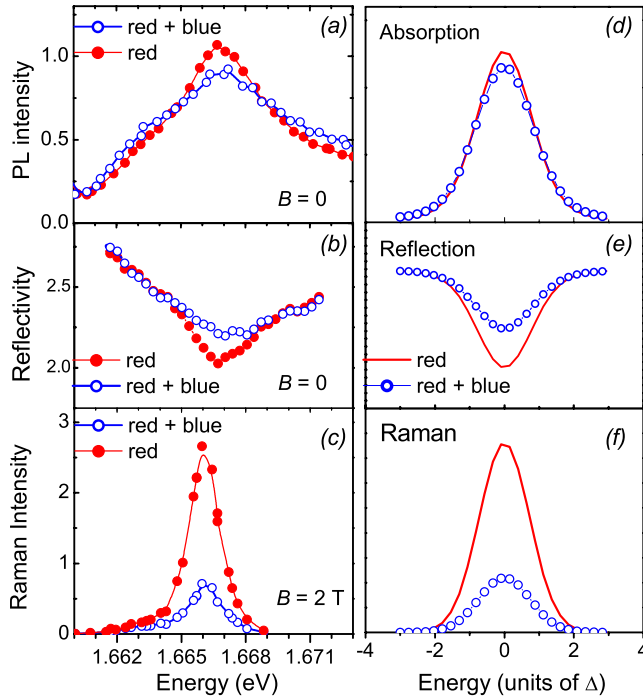 (a)
red + blue
red
PL intensity
1.0
0.5
0.0
B = 0
(b)
Reflectivity
2.5
2.0
red
red + blue
B = 0
(c)
red + blue
red
Raman Intensity
3
2
1
0
B = 2 T
1.662 1.665 1.668 1.671
Energy (eV)
(d)
Absorption
(e)
Reflection
red
red + blue
(f)
Raman
-4 -2 0 2 4
Energy (units of Δ)